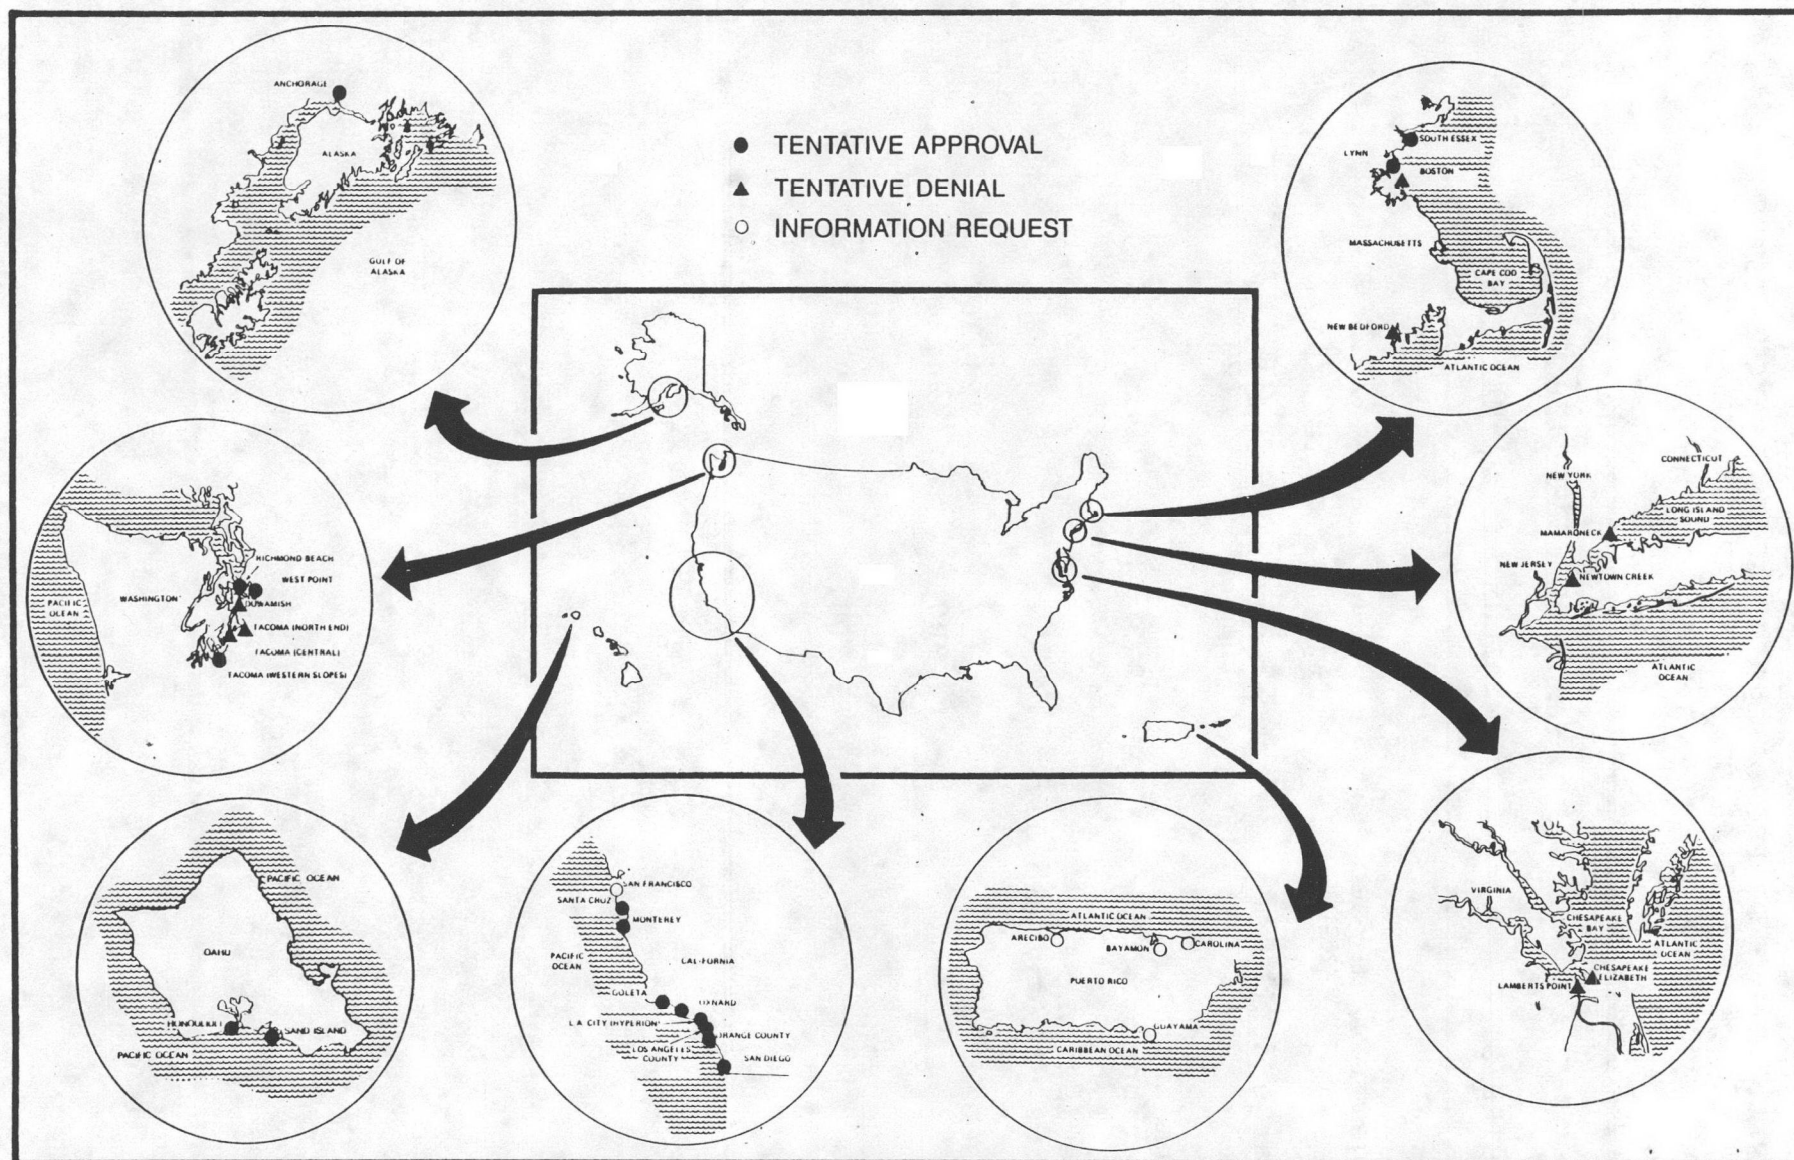 ANCHORAGE
ALASKA
GULF OF
ALASKA
● TENTATIVE APPROVAL
▲ TENTATIVE DENIAL
○ INFORMATION REQUEST
SOUTH ESSEX
LYNN
BOSTON
MASSACHUSETTS
CAPE COD
BAY
NEW BEDFORD
ATLANTIC OCEAN
CONNECTICUT
NEW YORK
LONG ISLAND
SOUND
MAMARONECK
NEW JERSEY
NEWTOWN CREEK
ATLANTIC
OCEAN
RICHMOND BEACH
WEST POINT
WASHINGTON
PACIFIC
OCEAN
DUWAMISH
TACOMA (NORTH END)
TACOMA (CENTRAL)
TACOMA (WESTERN SLOPES)
PACIFIC OCEAN
OAHU
HONOULIULI
SAND ISLAND
PACIFIC OCEAN
SAN FRANCISCO
SANTA CRUZ
MONTEREY
PACIFIC
OCEAN
CALIFORNIA
GOLETA
OXNARD
L.A. CITY (HYPERION)
ORANGE COUNTY
LOS ANGELES
COUNTY
SAN DIEGO
ATLANTIC OCEAN
ARECIBO
BAYAMON
CAROLINA
PUERTO RICO
GUAYAMA
CARIBBEAN OCEAN
VIRGINIA
CHESAPEAKE
BAY
ATLANTIC
OCEAN
CHESAPEAKE
ELIZABETH
LAMBERTS POINT